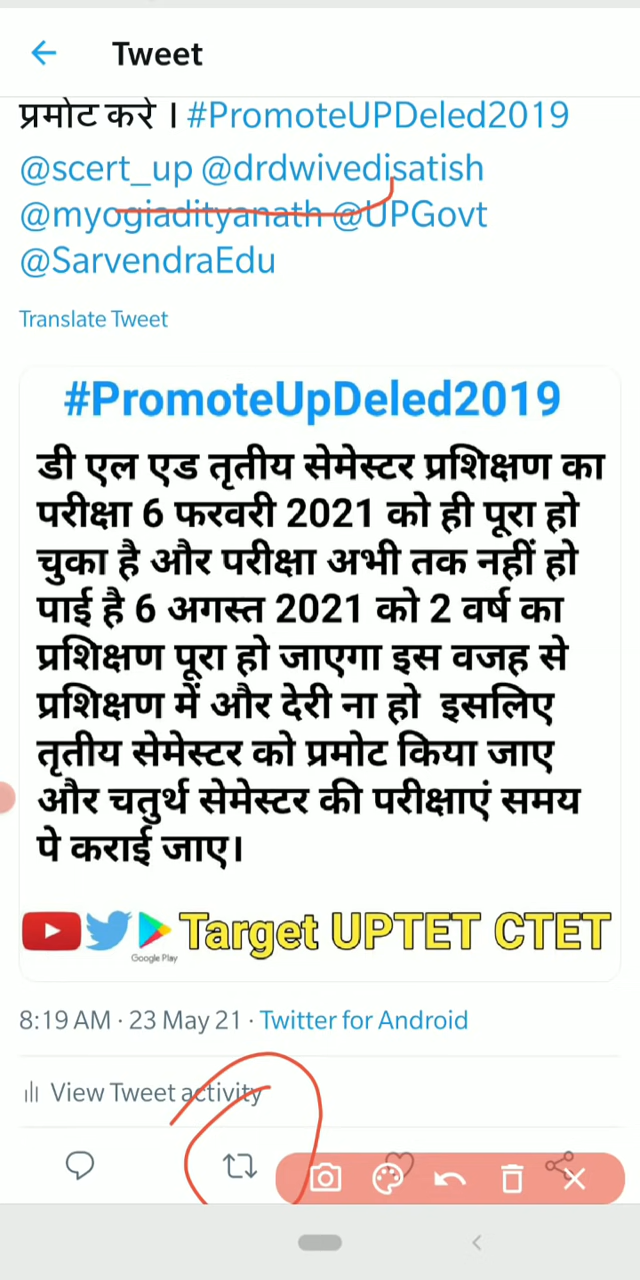 Tweet
प्रमोट करे । #PromoteUPDeled2019
@scert_up @drdwivedisatish
@myogiadityanath @UPGovt
@SarvendraEdu
Translate Tweet
#PromoteUpDeled2019
डी एल एड तृतीय सेमेस्टर प्रशिक्षण का
परीक्षा 6 फरवरी 2021 को ही पूरा हो
चुका है और परीक्षा अभी तक नहीं हो
पाई है 6 अगस्त 2021 को 2 वर्ष का
प्रशिक्षण पूरा हो जाएगा इस वजह से
प्रशिक्षण में और देरी ना हो इसलिए
तृतीय सेमेस्टर को प्रमोट किया जाए
और चतुर्थ सेमेस्टर की परीक्षाएं समय
पे कराई जाए।
Target UPTET CTET
Google Play
8:19 AM · 23 May 21 · Twitter for Android
View Tweet activity